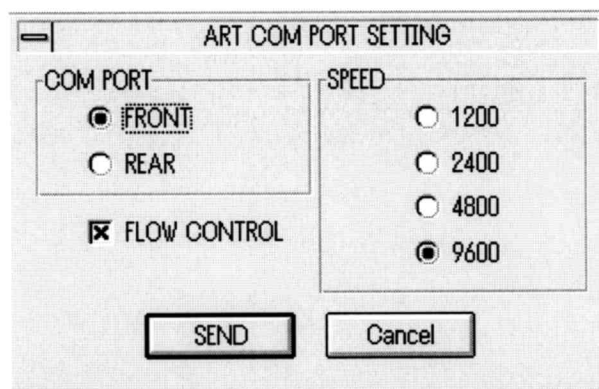 ART COM PORT SETTING
COM PORT
FRONT
REAR
FLOW CONTROL
SPEED
1200
2400
4800
9600
SEND
Cancel